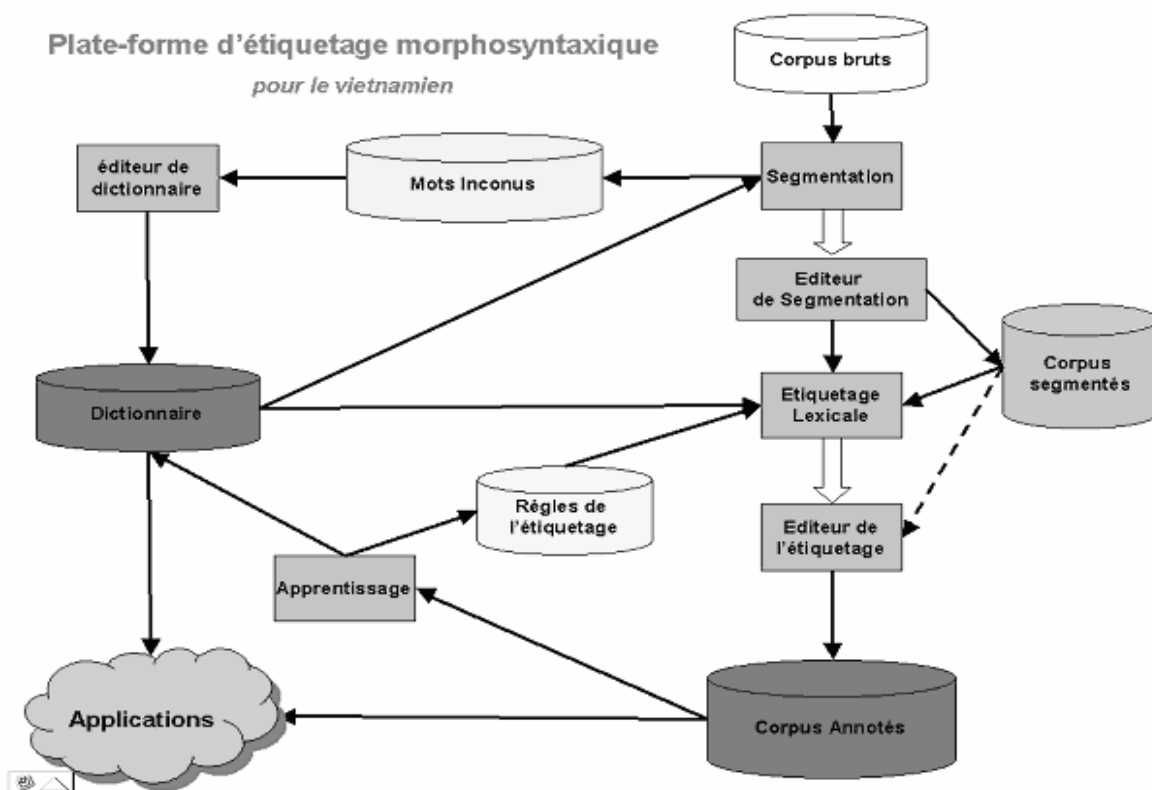 Plate-forme d'étiquetage morphosyntaxique
pour le vietnamien
Corpus bruts
éditeur de
dictionnaire
Mots Inconus
Segmentation
Editeur
de Segmentation
Corpus
segmentés
Dictionnaire
Etiquetage
Lexicale
Règles de
l'étiquetage
Editeur de
l'étiquetage
Apprentissage
Applications
Corpus Annotés